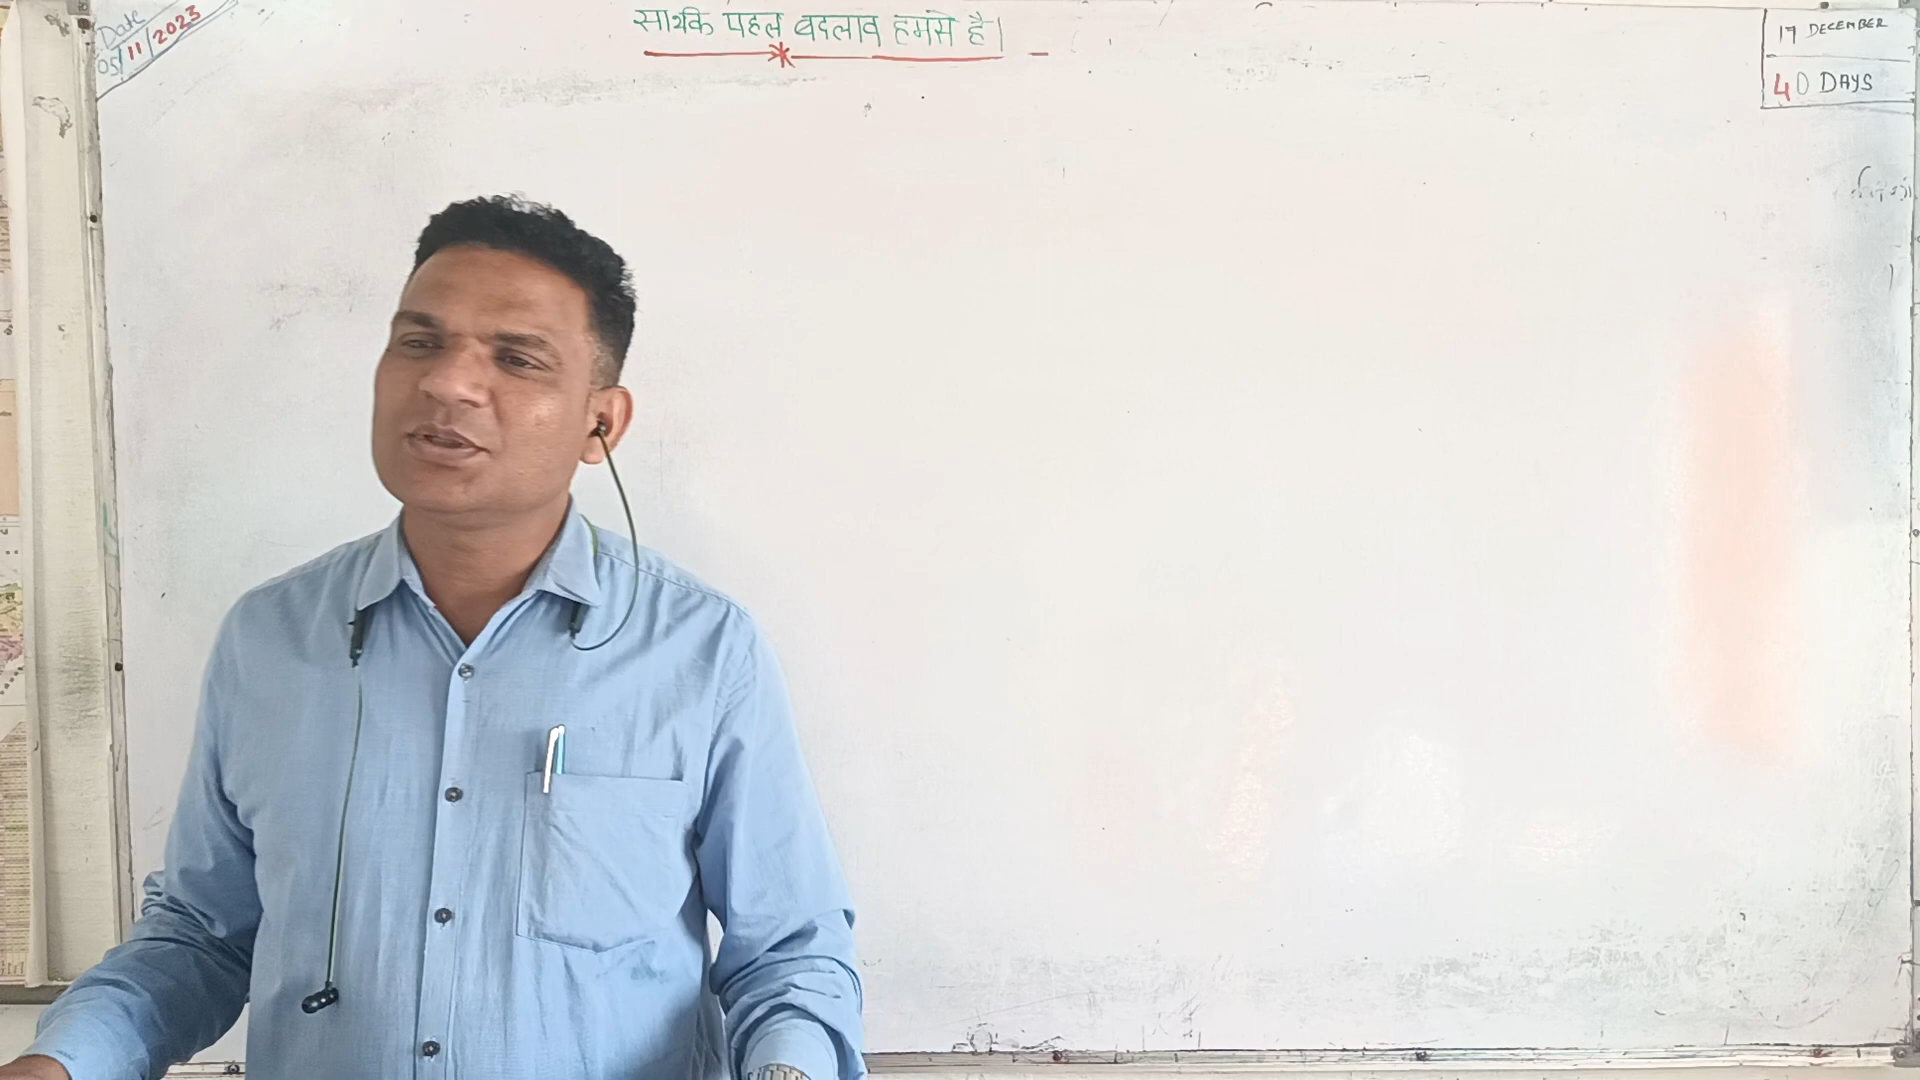 Date
05/11/2023
सार्थक पहल बदलाव हमसे है।
17 DECEMBER
40 DAYS